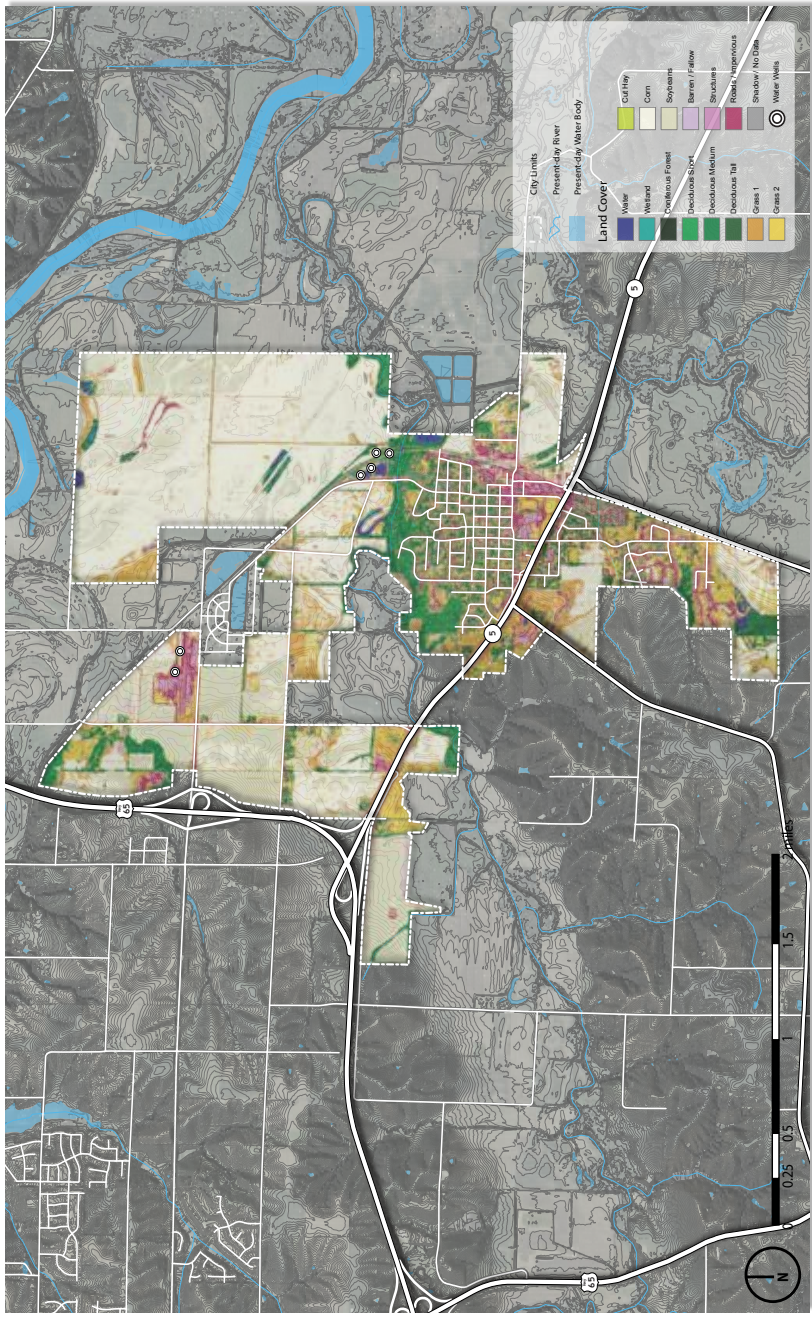 City Limits
Present-day River
Present-day Water Body
Land Cover
Water
Wetland
Coniferous Forest
Deciduous Short
Deciduous Medium
Deciduous Tall
Grass 1
Grass 2
Cut Hay
Corn
Soybeans
Barren / Fallow
Structures
Roads / Impervious
Shadow / No Data
Water Wells
65
5
5
65
0 0.25 0.5 1 1.5 2 miles
N